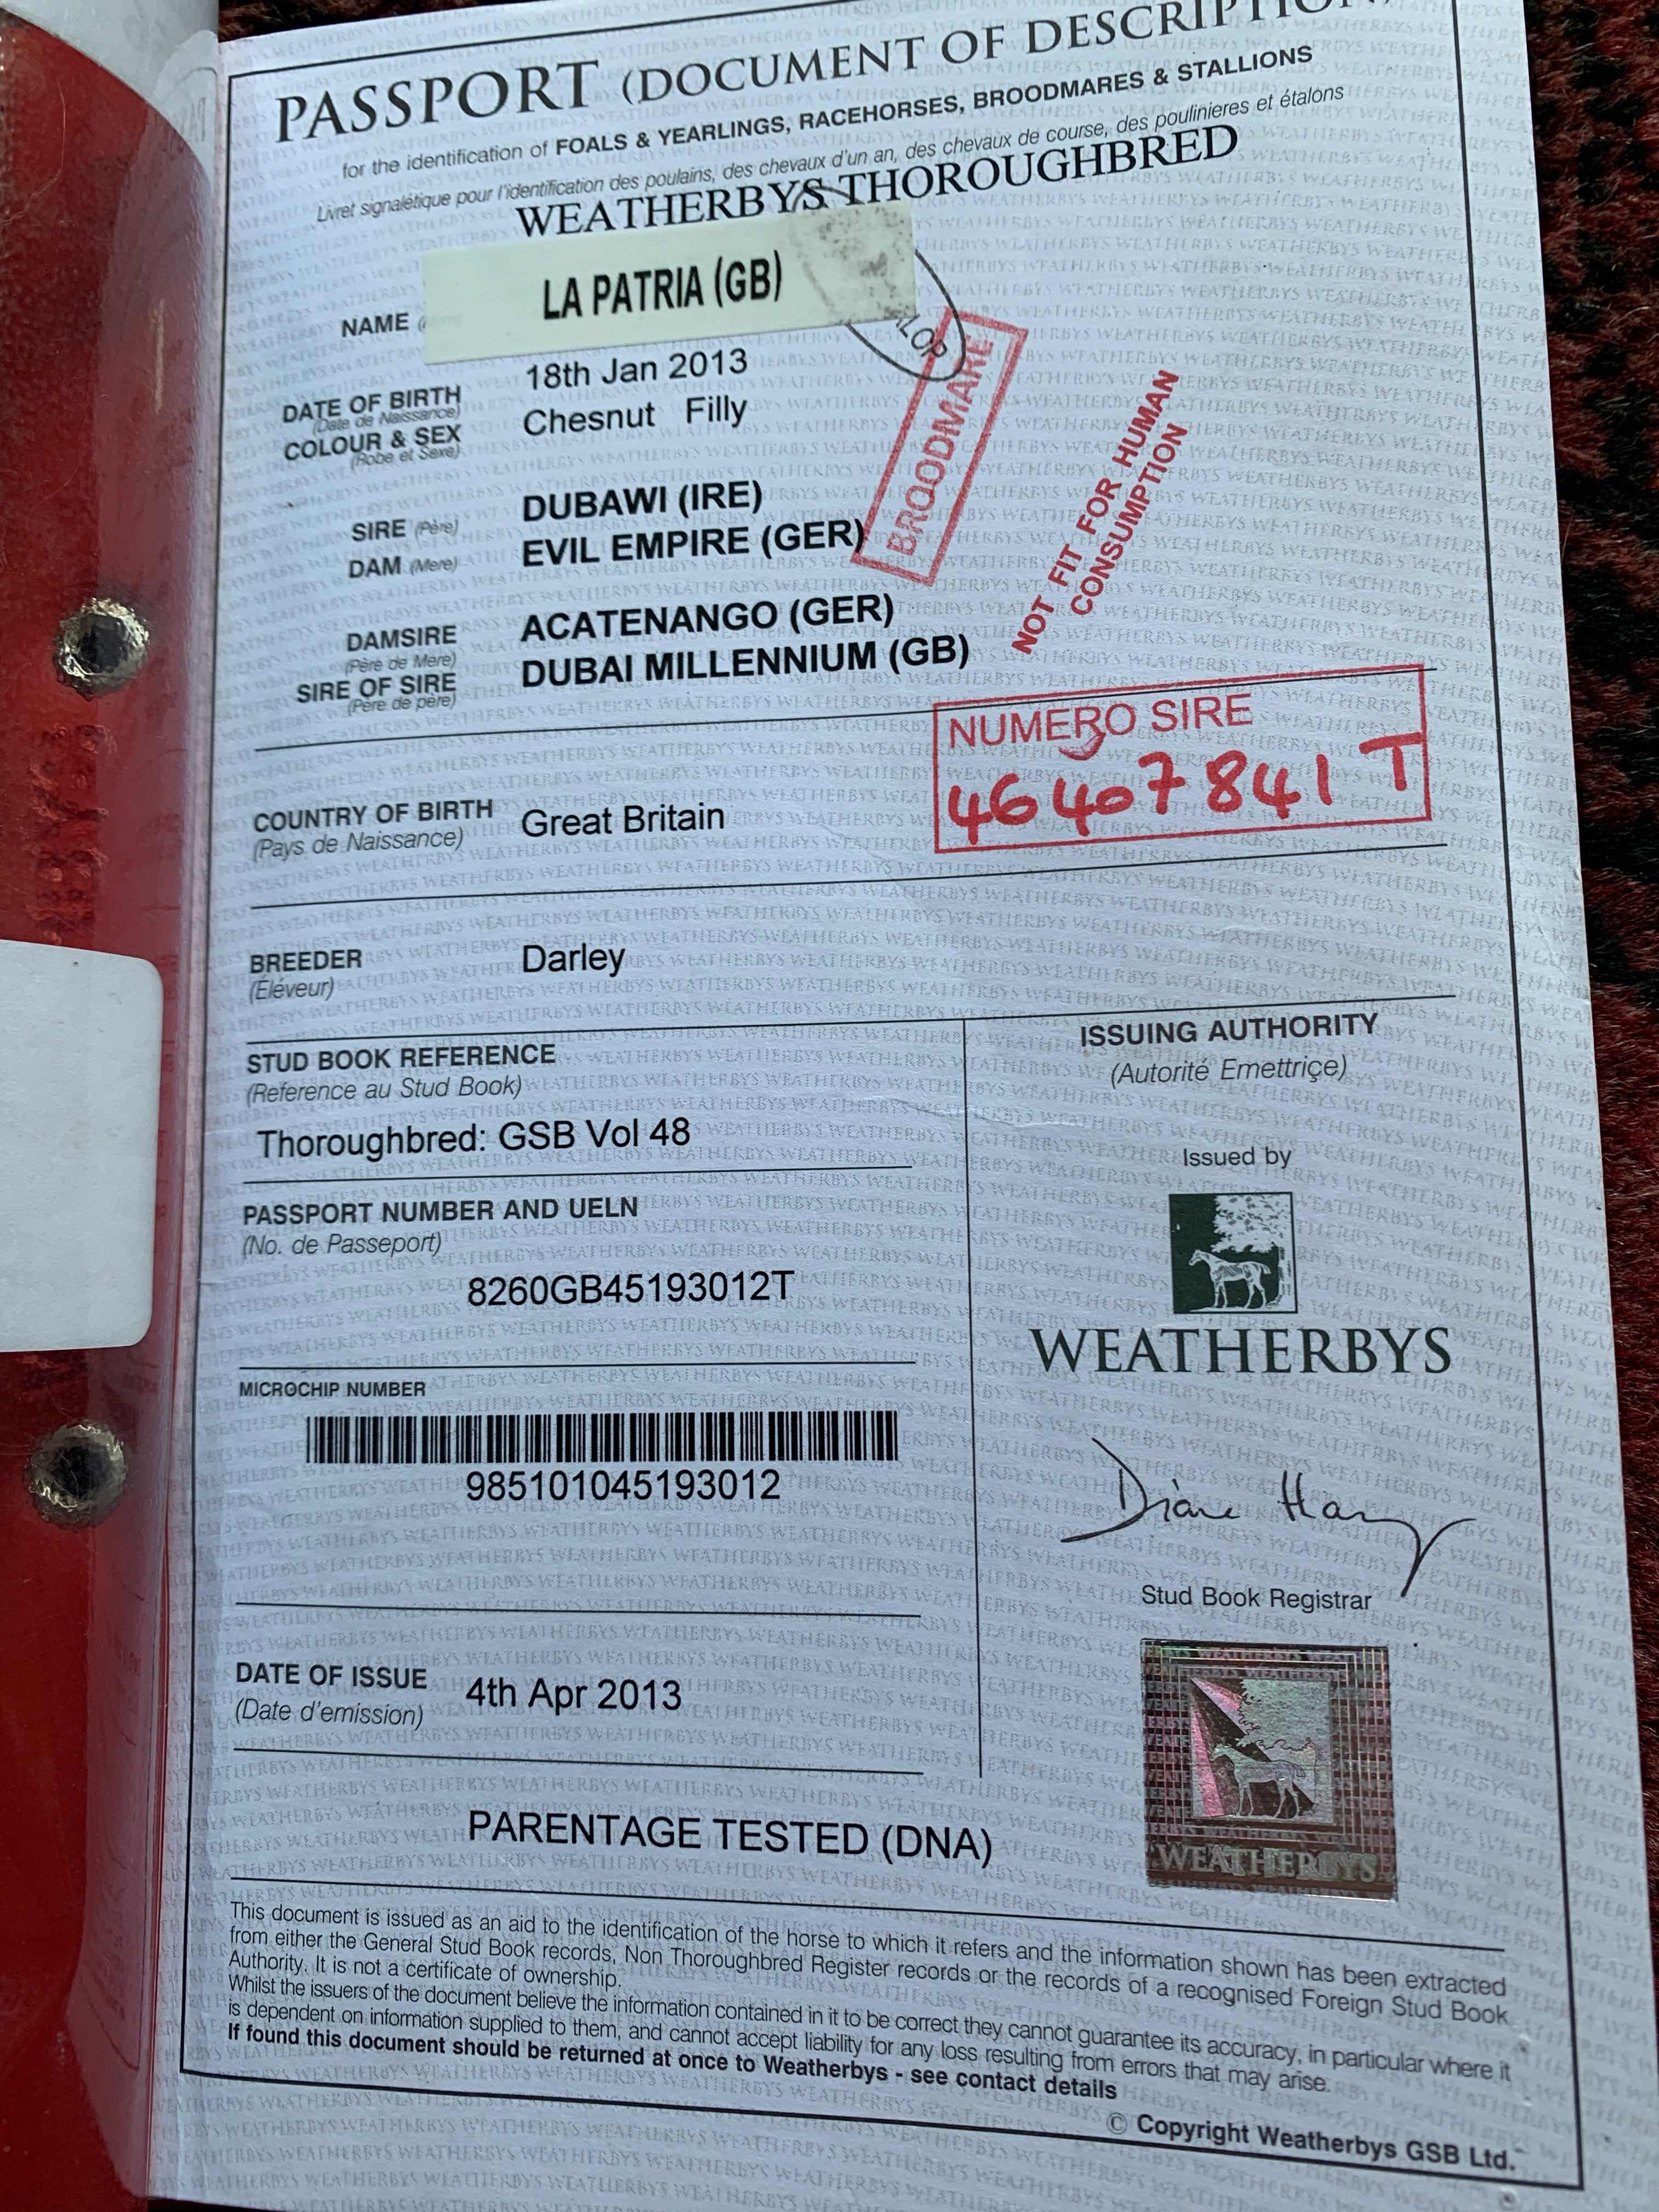 PASSPORT (DOCUMENT OF DESCRIPTION
for the identification of FOALS & YEARLINGS, RACEHORSES, BROODMARES & STALLIONS
Livret signalétique pour l'identification des poulains, des chevaux d'un an, des chevaux de course, des poulinieres et étalons
WEATHERBYS THOROUGHBRED
NAME
LA PATRIA (GB)
DATE OF BIRTH 18th Jan 2013
(Date de Naissance)
COLOUR & SEX Chesnut Filly
(Robe et Sexe)
BROODMARE
NOT FIT FOR HUMAN
CONSUMPTION
SIRE (Père) DUBAWI (IRE)
DAM (Mere) EVIL EMPIRE (GER)
DAMSIRE ACATENANGO (GER)
(Père de Mere)
SIRE OF SIRE DUBAI MILLENNIUM (GB)
(Père de père)
NUMERO SIRE
46407841 T
COUNTRY OF BIRTH Great Britain
(Pays de Naissance)
BREEDER Darley
(Éleveur)
STUD BOOK REFERENCE
(Reference au Stud Book)
Thoroughbred: GSB Vol 48
PASSPORT NUMBER AND UELN
(No. de Passeport)
8260GB45193012T
MICROCHIP NUMBER
985101045193012
DATE OF ISSUE 4th Apr 2013
(Date d'emission)
ISSUING AUTHORITY
(Autorité Emettriçe)
Issued by
WEATHERBYS
Stud Book Registrar
WEATHERBYS
PARENTAGE TESTED (DNA)
This document is issued as an aid to the identification of the horse to which it refers and the information shown has been extracted
from either the General Stud Book records, Non Thoroughbred Register records or the records of a recognised Foreign Stud Book
Authority. It is not a certificate of ownership.
Whilst the issuers of the document believe the information contained in it to be correct they cannot guarantee its accuracy, in particular where it
is dependent on information supplied to them, and cannot accept liability for any loss resulting from errors that may arise.
If found this document should be returned at once to Weatherbys - see contact details
© Copyright Weatherbys GSB Ltd.